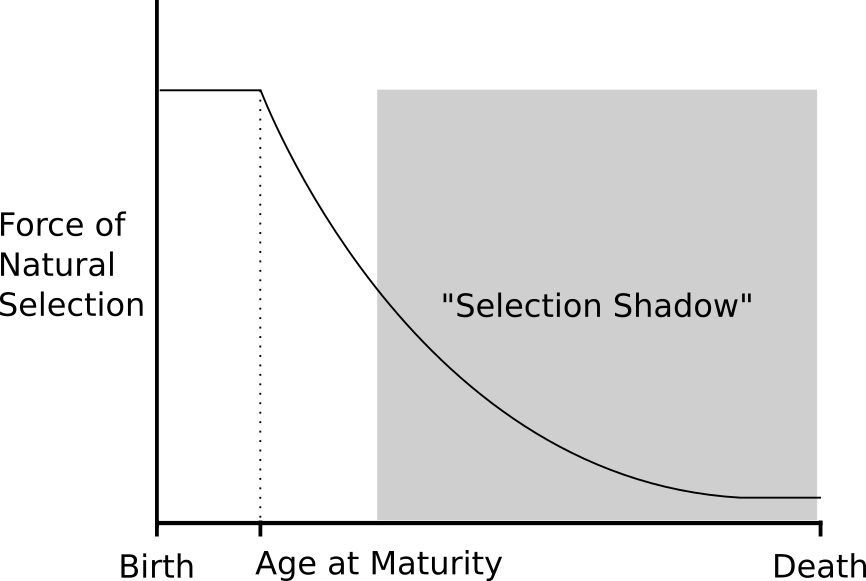 Force of
Natural
Selection
"Selection Shadow"
Birth
Age at Maturity
Death